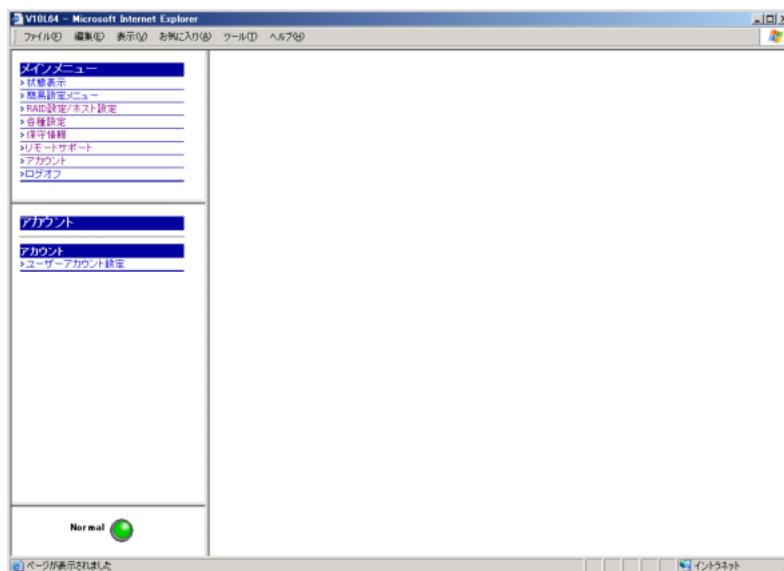 V10L64 - Microsoft Internet Explorer
ファイル(F) 編集(E) 表示(V) お気に入り(A) ツール(T) ヘルプ(H)
メインメニュー
>状態表示
>簡易設定メニュー
>RAID設定/ホスト設定
>各種設定
>保守情報
>リモートサポート
>アカウント
>ログオフ
アカウント
アカウント
>ユーザーアカウント設定
Normal
ページが表示されました
イントラネット